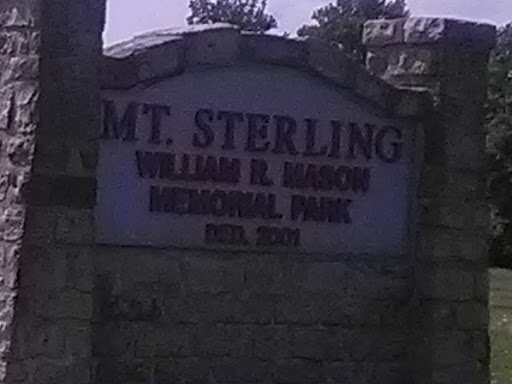 MT. STERLING
WILLIAM R. MASON
MEMORIAL PARK
DED. 2001